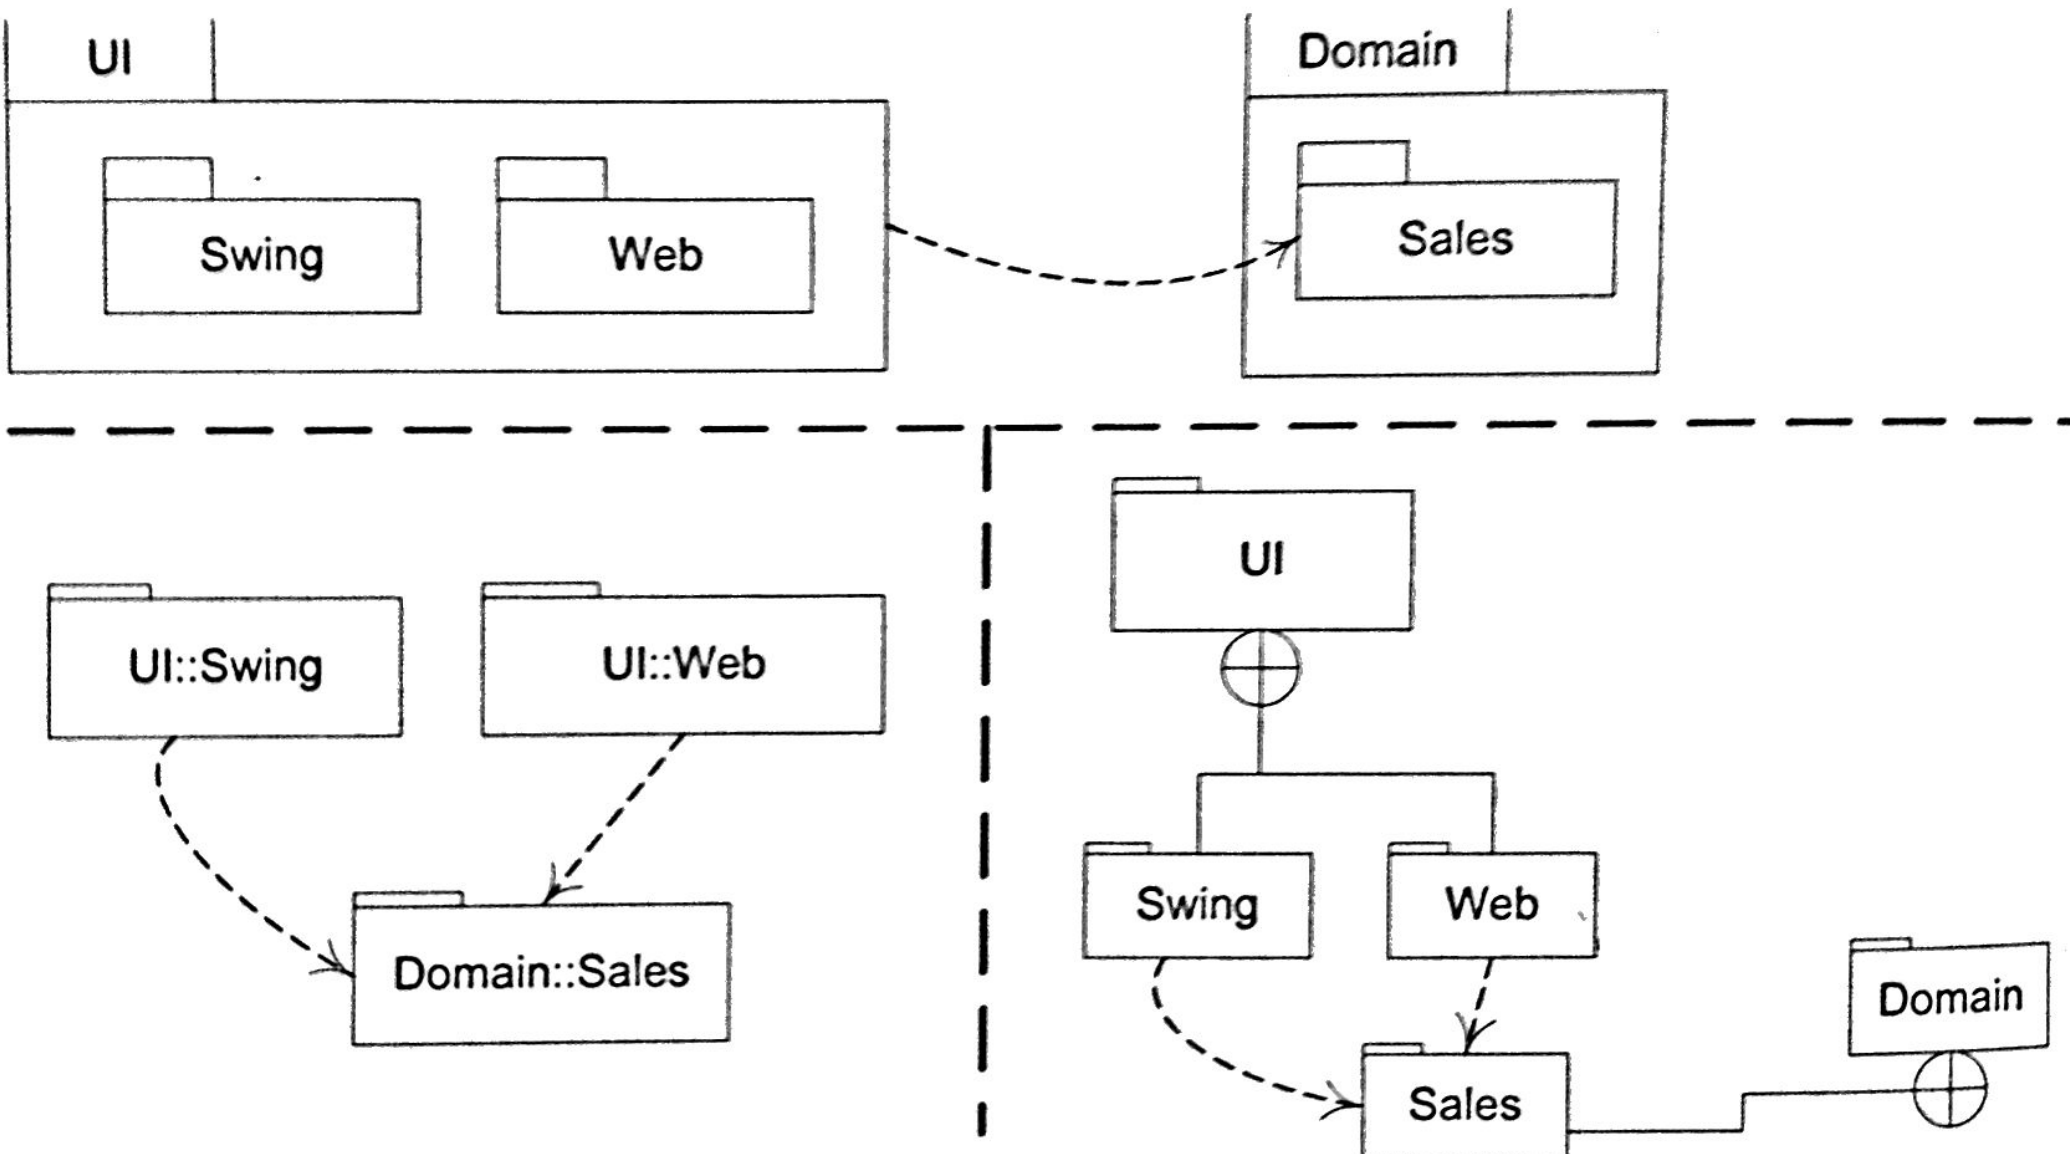 UI
Domain
Swing
Web
Sales
UI::Swing
UI::Web
Domain::Sales
UI
Swing
Web
Domain
Sales